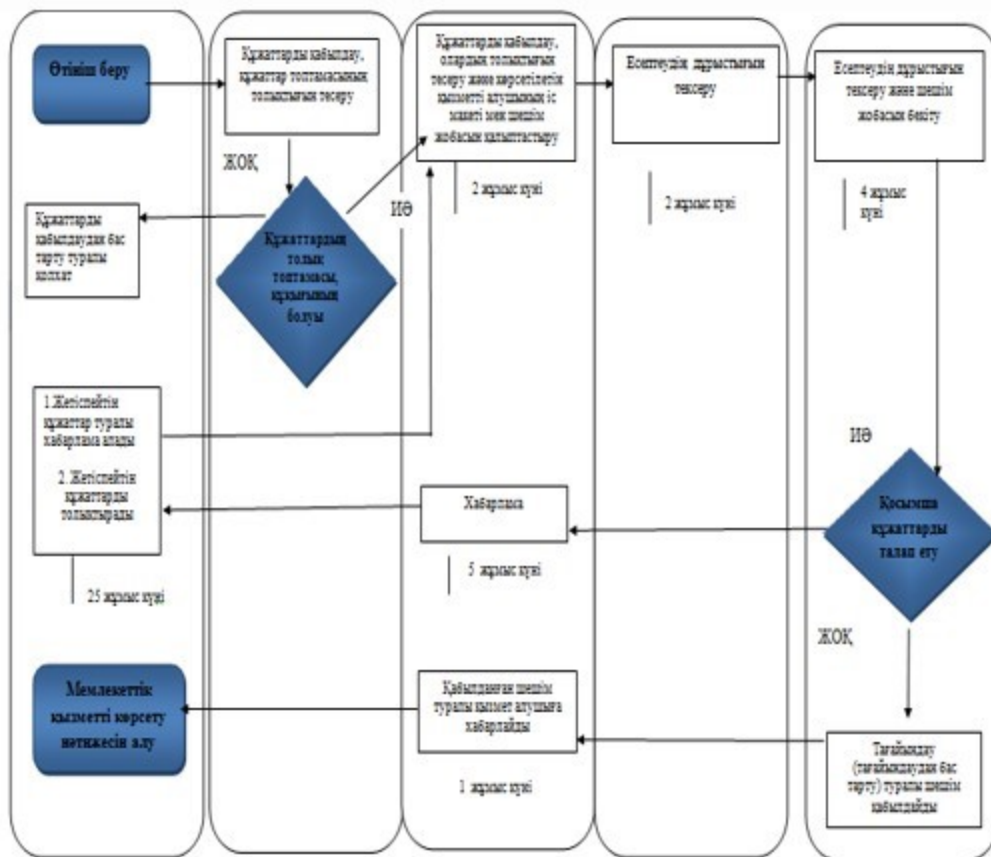 Өтініш беру
Құжаттарды қабылдау,
құжаттар топтамасының
толықтығын тесеру
Құжаттарды қабылдау,
олардың толықтығын
тесеру және көрсетілетін
қызметті алушының іс
макеті мен шешім
жобасын қалыптастыру
Есептеудің дұрыстығын
тексеру
Есептеудің дұрыстығын
тексеру және шешім
жобасын бекіту
ЖОҚ
ИӘ
2 жұмыс күні
2 жұмыс күні
4 жұмыс
күні
Құжаттарды
қабылдаудан бас
тарту туралы
қолхат
Құжаттардың
толық
топтамасы,
құқығының
болуы
1.Жетіспейтін
құжаттар туралы
хабарлама алады
2. Жетіспейтін
құжаттарды
толықтырады
25 жұмыс күні
Хабарлама
5 жұмыс күні
ИӘ
Қосымша
құжаттарды
талап ету
ЖОҚ
Мемлекеттік
қызметті көрсету
нәтижесін алу
Қабылданған шешім
туралы қызмет алушыға
хабарлайды
1 жұмыс күні
Тағайындау
(тағайындаудан бас
тарту) туралы шешім
қабылдайды